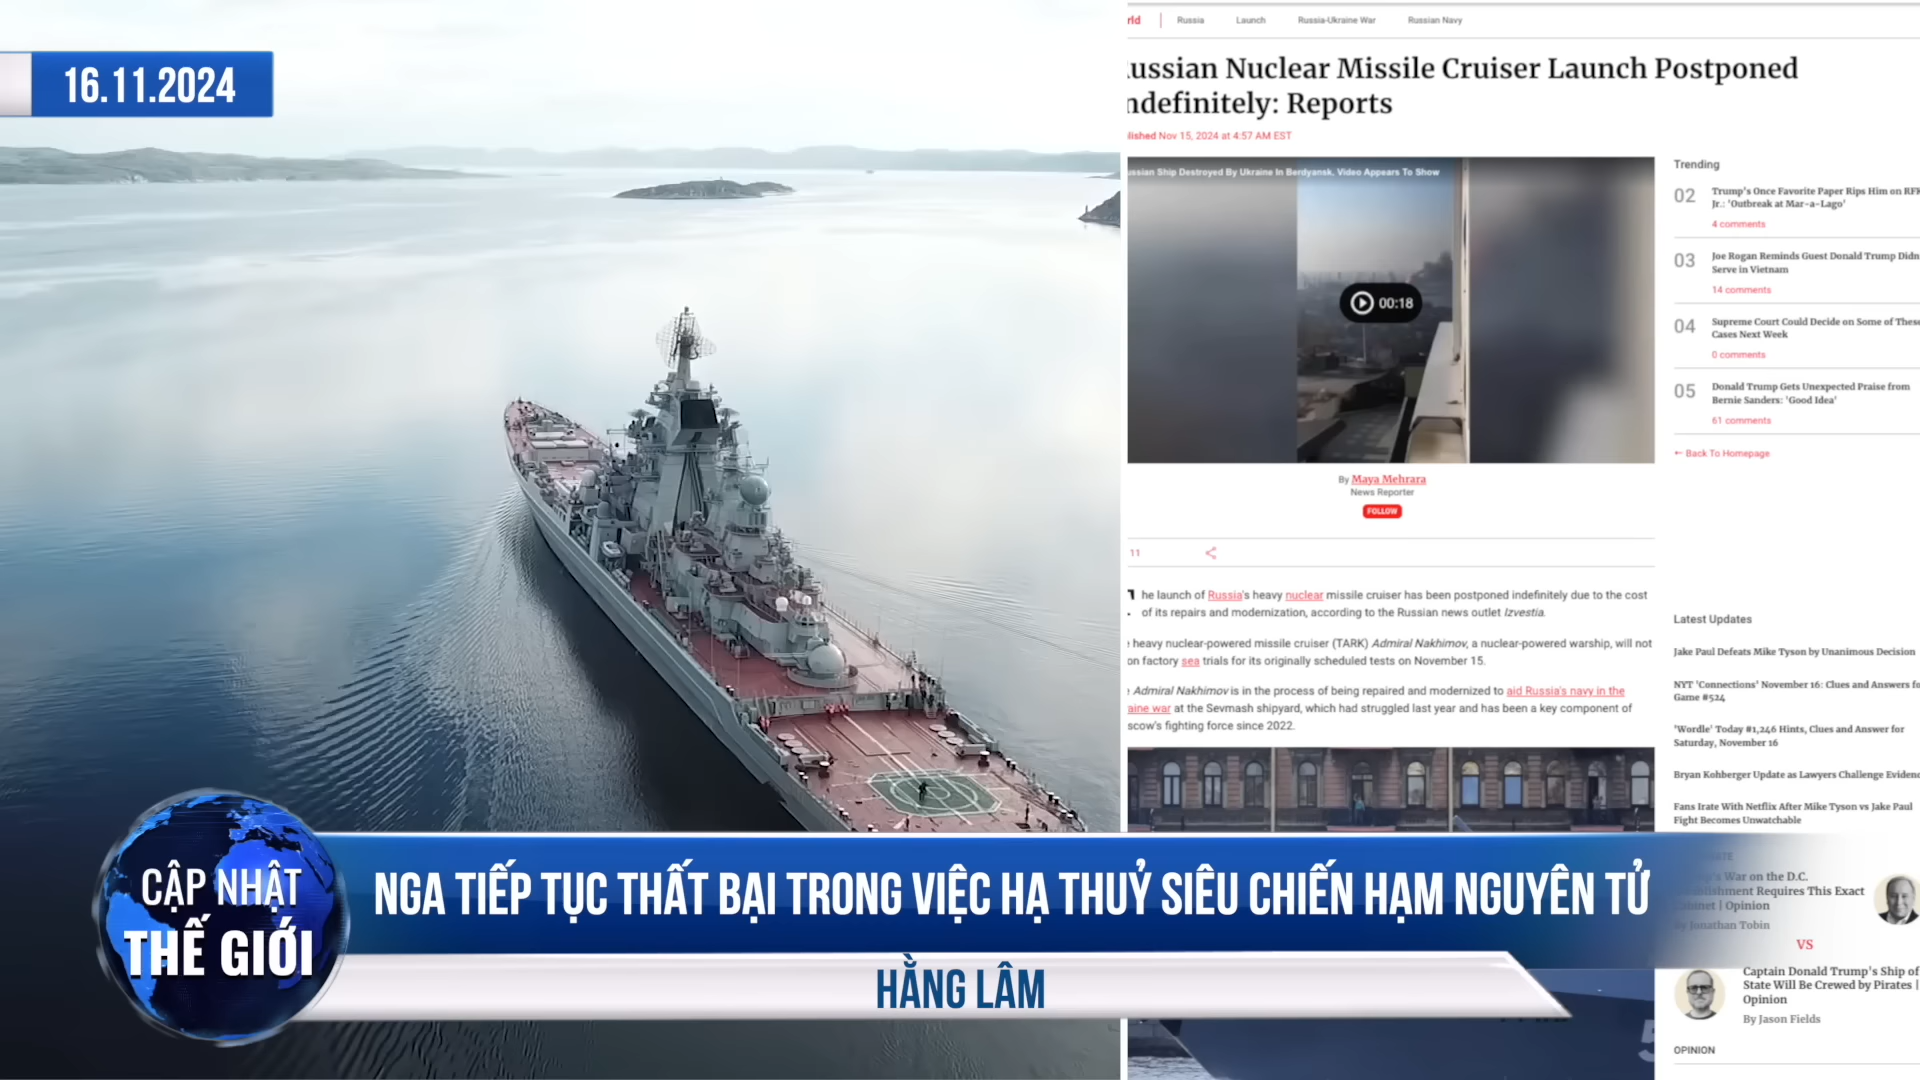 16.11.2024
Russia
Launch
Russia-Ukraine War
Russian Navy
Nuclear Missile Cruiser Launch Postponed
Reports
Nov 15, 2024 at 4:57 AM EST
Ship Destroyed By Ukraine In Berdyansk, Video Appears To Show
00:18
By Maya Mehrara
News Reporter
FOLLOW
11
he launch of Russia's heavy nuclear missile cruiser has been postponed indefinitely due to the cost
of its repairs and modernization, according to the Russian news outlet Izvestia.
heavy nuclear-powered missile cruiser (TARK) Admiral Nakhimov, a nuclear-powered warship, will not
on factory sea trials for its originally scheduled tests on November 15.
Admiral Nakhimov is in the process of being repaired and modernized to aid Russia's navy in the
war at the Sevmash shipyard, which had struggled last year and has been a key component of
fighting force since 2022.
Trending
02
Trump's Once Favorite Paper Rips Him on RFK
Jr.: 'Outbreak at Mar-a-Lago'
4 comments
03
Joe Rogan Reminds Guest Donald Trump Didn
Serve in Vietnam
14 comments
04
Supreme Court Could Decide on Some of These
Cases Next Week
0 comments
05
Donald Trump Gets Unexpected Praise from
Bernie Sanders: 'Good Idea'
61 comments
← Back To Homepage
Latest Updates
Jake Paul Defeats Mike Tyson by Unanimous Decision
NYT 'Connections' November 16: Clues and Answers fo
Game #524
'Wordle' Today #1,246 Hints, Clues and Answer for
Saturday, November 16
Bryan Kohberger Update as Lawyers Challenge Eviden
Fans Irate With Netflix After Mike Tyson vs Jake Paul
Fight Becomes Unwatchable
War on the D.C.
Requires This Exact
| Opinion
Jonathan Tobin
VS
Captain Donald Trump's Ship of
State Will Be Crewed by Pirates |
Opinion
By Jason Fields
OPINION
CẬP NHẬT
THẾ GIỚI
NGA TIẾP TỤC THẤT BẠI TRONG VIỆC HẠ THUỶ SIÊU CHIẾN HẠM NGUYÊN TỬ
HẰNG LÂM